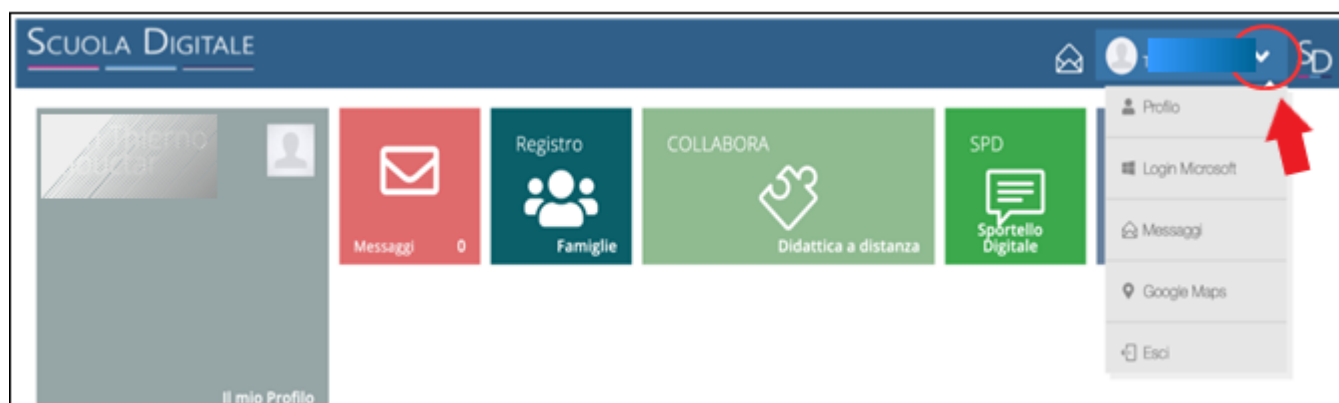 SCUOLA DIGITALE
SD
Profilo
Login Microsoft
Messaggi
Google Maps
Esci
Il mio Profilo
Messaggi 0
Registro
Famiglie
COLLABORA
Didattica a distanza
SPD
Sportello
Digitale